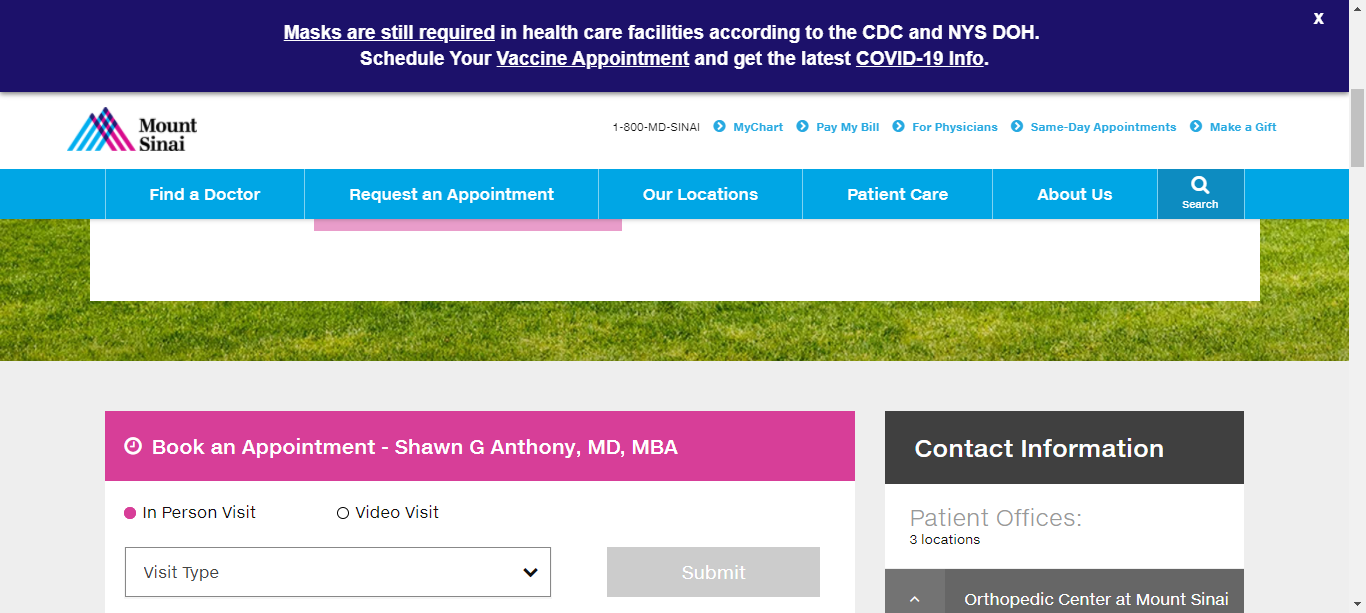 Masks are still required in health care facilities according to the CDC and NYS DOH.
Schedule Your Vaccine Appointment and get the latest COVID-19 Info.
X
Mount
Sinai
1-800-MD-SINAI
MyChart
Pay My Bill
For Physicians
Same-Day Appointments
Make a Gift
Find a Doctor
Request an Appointment
Our Locations
Patient Care
About Us
Search
Book an Appointment - Shawn G Anthony, MD, MBA
In Person Visit
Video Visit
Visit Type
Submit
Contact Information
Patient Offices:
3 locations
Orthopedic Center at Mount Sinai